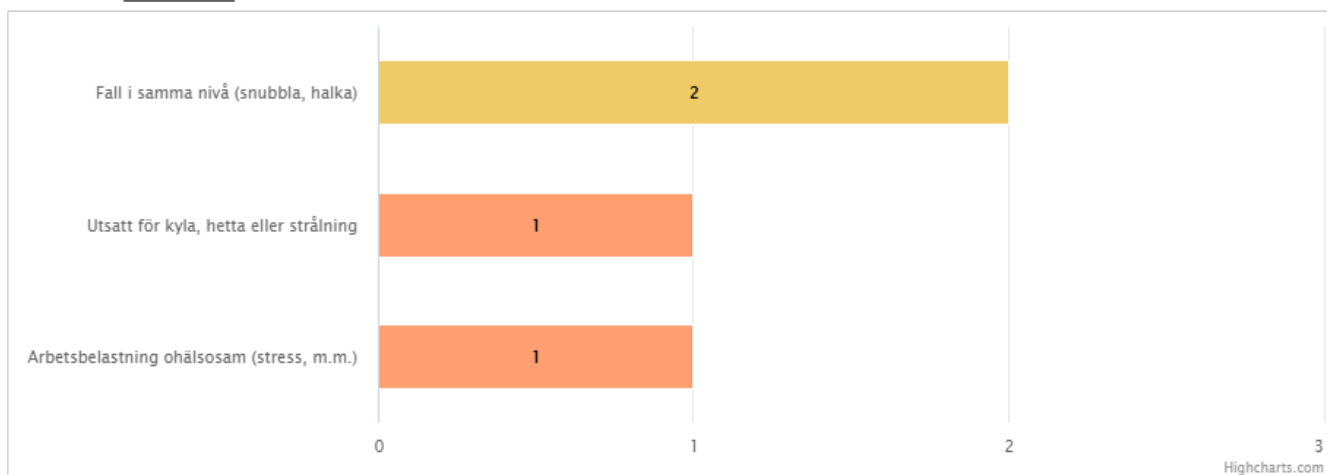 Fall i samma nivå (snubbla, halka)
2
Utsatt för kyla, hetta eller strålning
1
Arbetsbelastning ohälsosam (stress, m.m.)
1
0 1 2 3
Highcharts.com